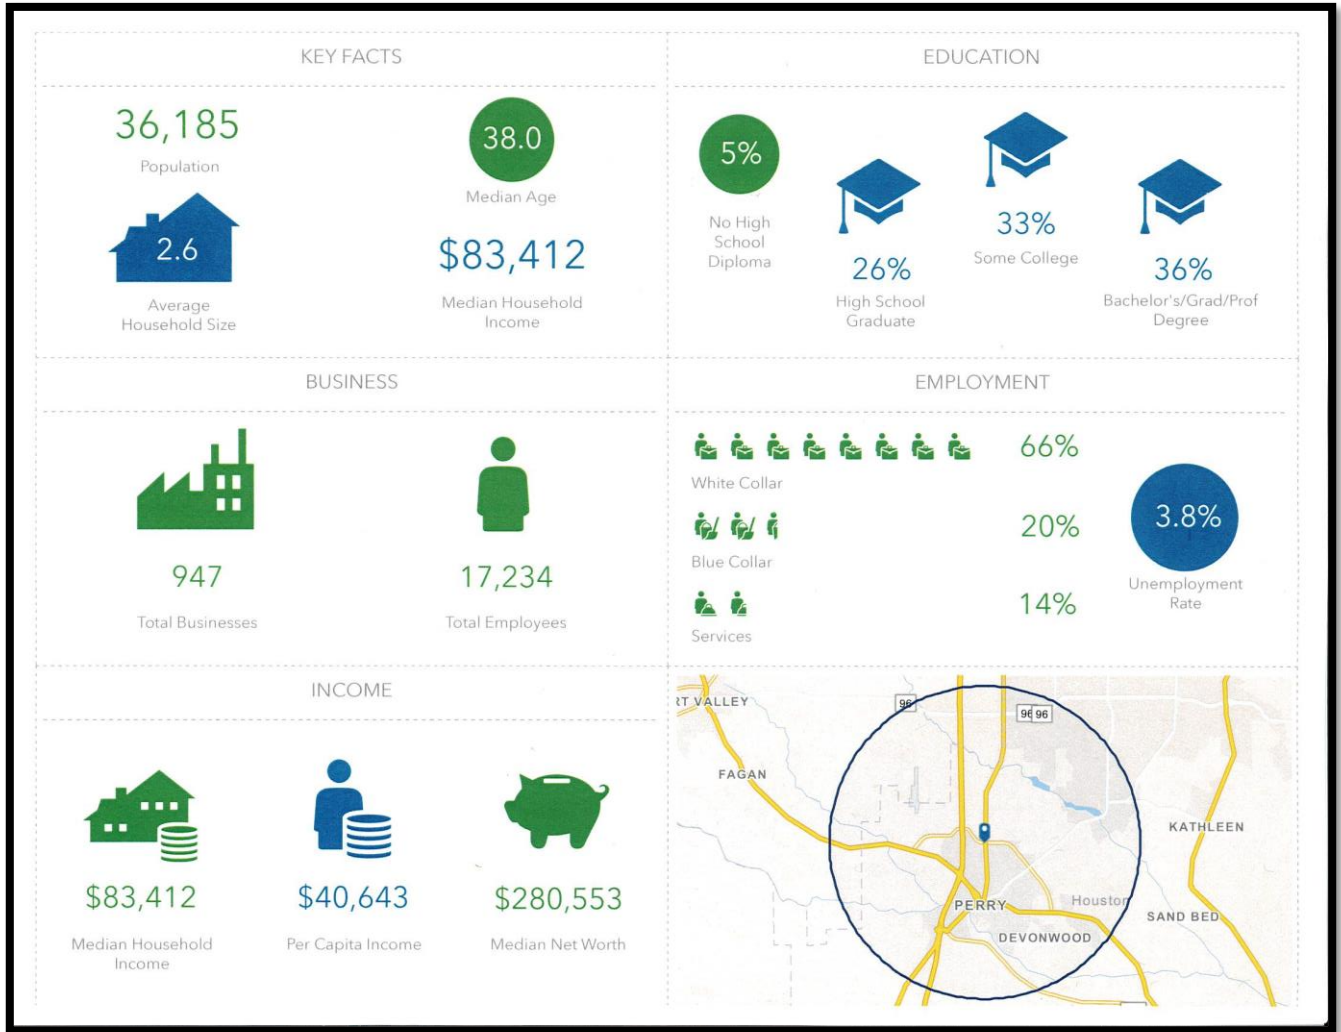 KEY FACTS
36,185
Population
38.0
Median Age
2.6
Average
Household Size
$83,412
Median Household
Income
EDUCATION
5%
No High
School
Diploma
26%
High School
Graduate
33%
Some College
36%
Bachelor's/Grad/Prof
Degree
BUSINESS
947
Total Businesses
17,234
Total Employees
EMPLOYMENT
66%
White Collar
20%
Blue Collar
14%
Services
3.8%
Unemployment
Rate
INCOME
$83,412
Median Household
Income
$40,643
Per Capita Income
$280,553
Median Net Worth
RT VALLEY
96
96 96
FAGAN
KATHLEEN
PERRY
Houston
SAND BED
DEVONWOOD